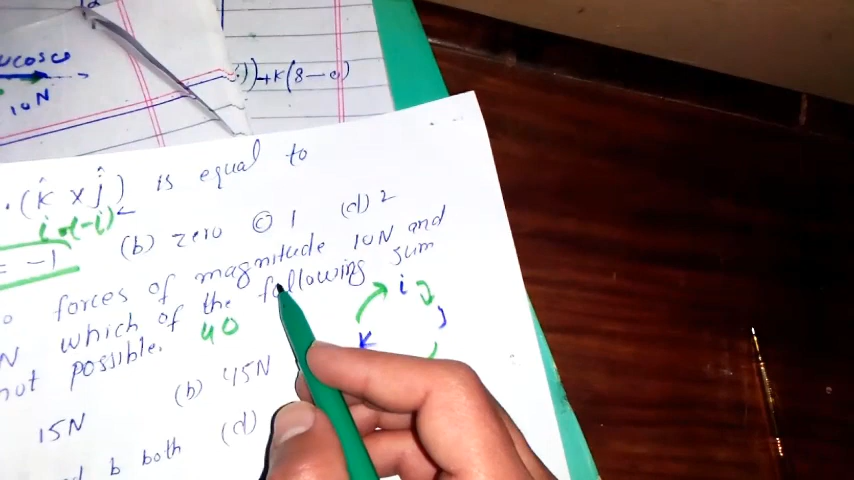 10N
+k(8-0)
.(k̂ x ĵ) is equal to
i.(-i)
= -1 (b) zero (c) 1 (d) 2
forces of magnitude 10N and
N which of the following sum
not possible. 40
i
j
k
15N (b) 45N
b both (d)